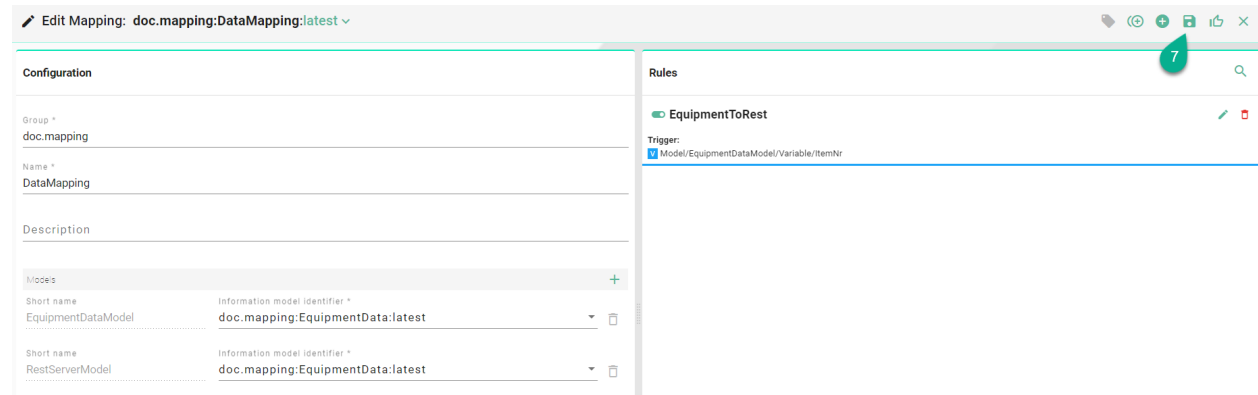 Edit Mapping: doc.mapping:DataMapping:latest
7
Configuration
Group *
doc.mapping
Name *
DataMapping
Description
Models
Short name Information model identifier *
EquipmentDataModel doc.mapping:EquipmentData:latest
Short name Information model identifier *
RestServerModel doc.mapping:EquipmentData:latest
Rules
EquipmentToRest
Trigger:
V Model/EquipmentDataModel/Variable/ItemNr